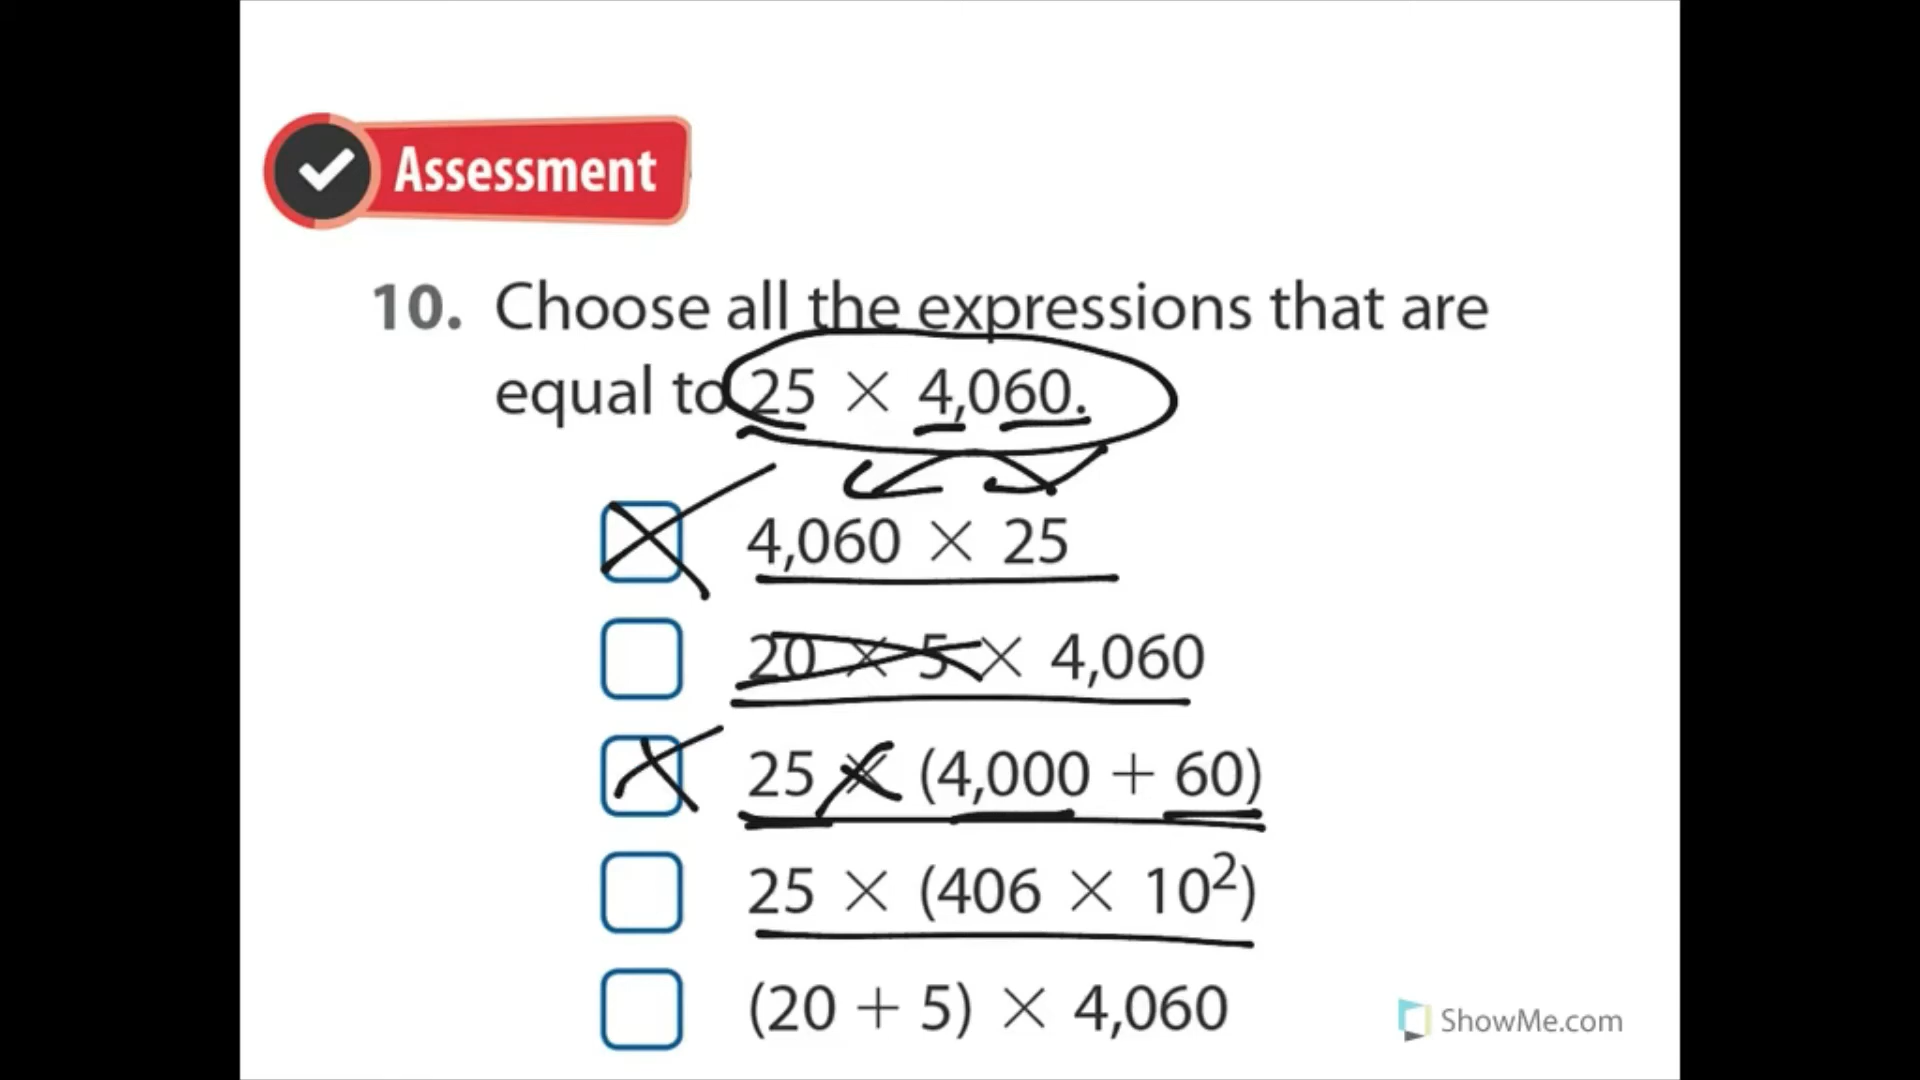 Assessment
10. Choose all the expressions that are
equal to 25 × 4,060.
4,060 × 25
20 × 5 × 4,060
25 × (4,000 + 60)
25 × (406 × 10²)
(20 + 5) × 4,060
ShowMe.com